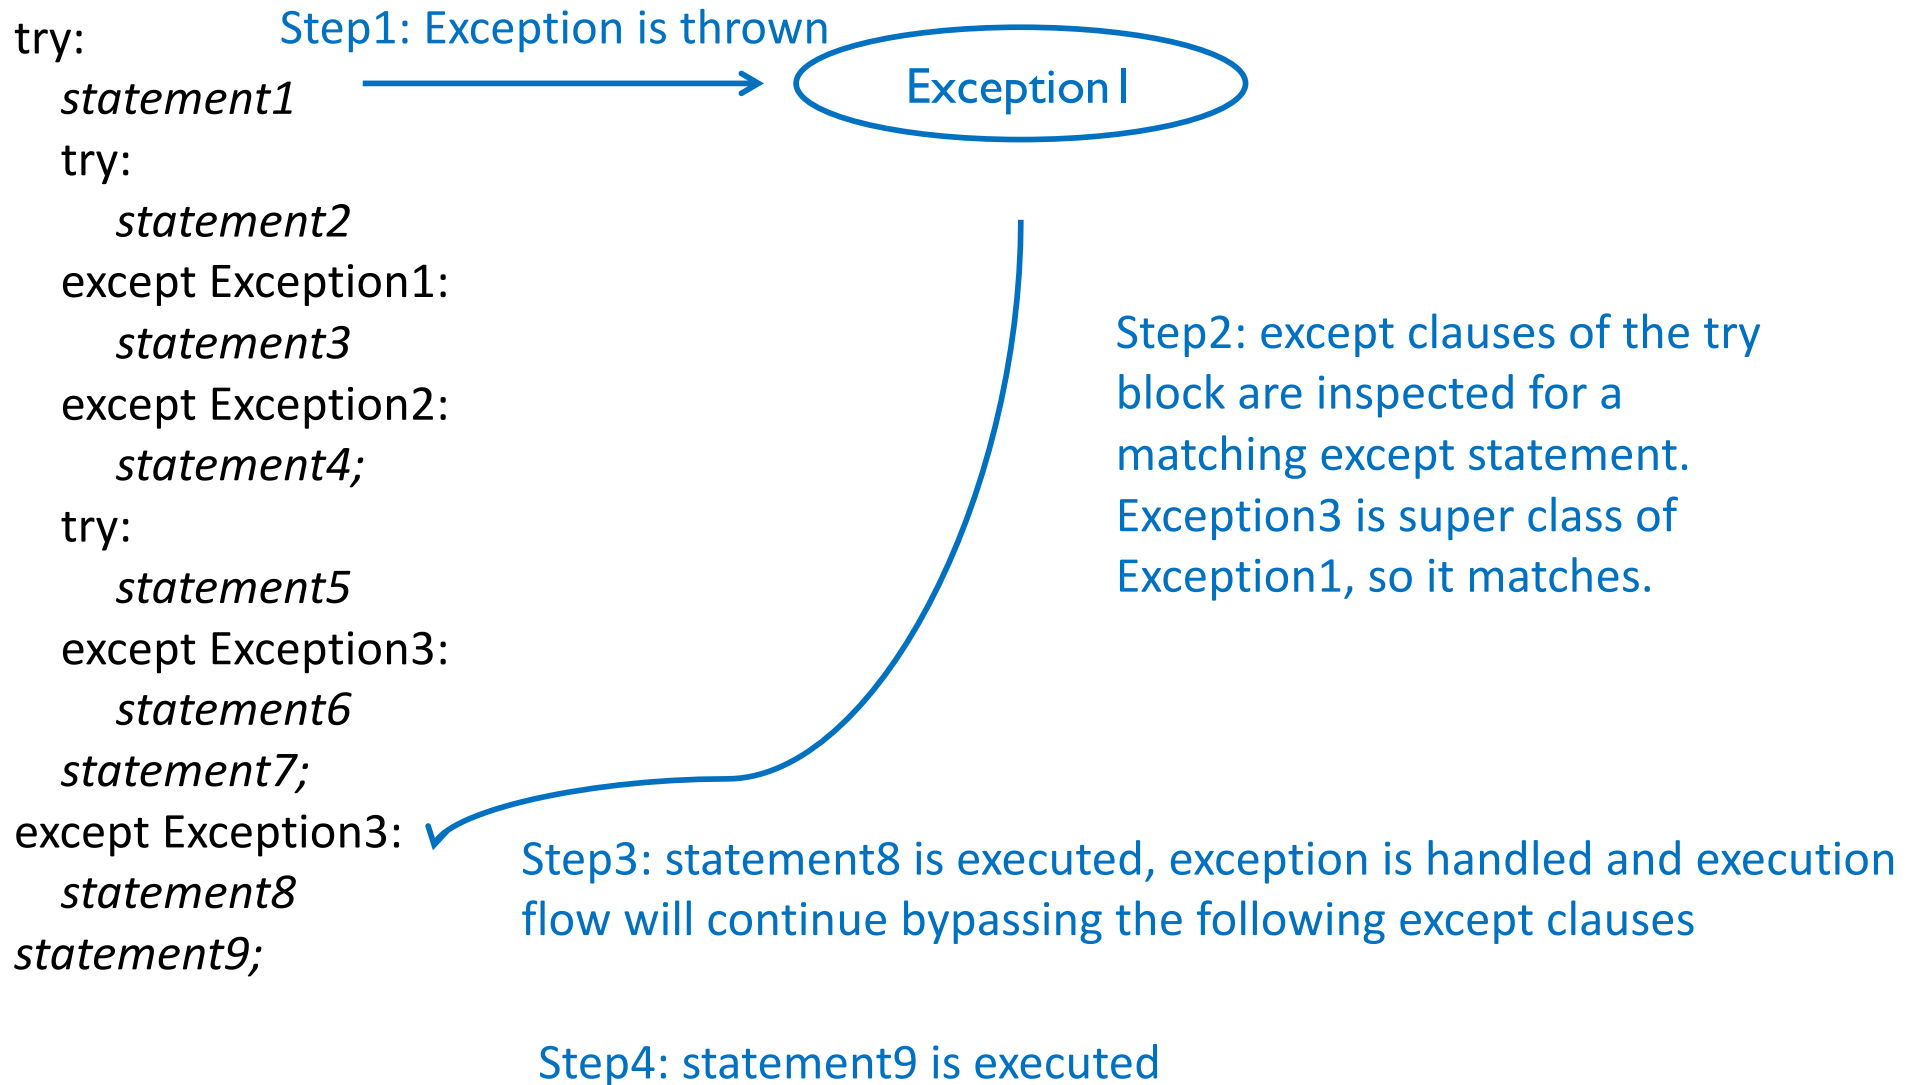 try:
statement1
try:
statement2
except Exception1:
statement3
except Exception2:
statement4;
try:
statement5
except Exception3:
statement6
statement7;
except Exception3:
statement8
statement9;
Step1: Exception is thrown
Exception1
Step2: except clauses of the try
block are inspected for a
matching except statement.
Exception3 is super class of
Exception1, so it matches.
Step3: statement8 is executed, exception is handled and execution
flow will continue bypassing the following except clauses
Step4: statement9 is executed